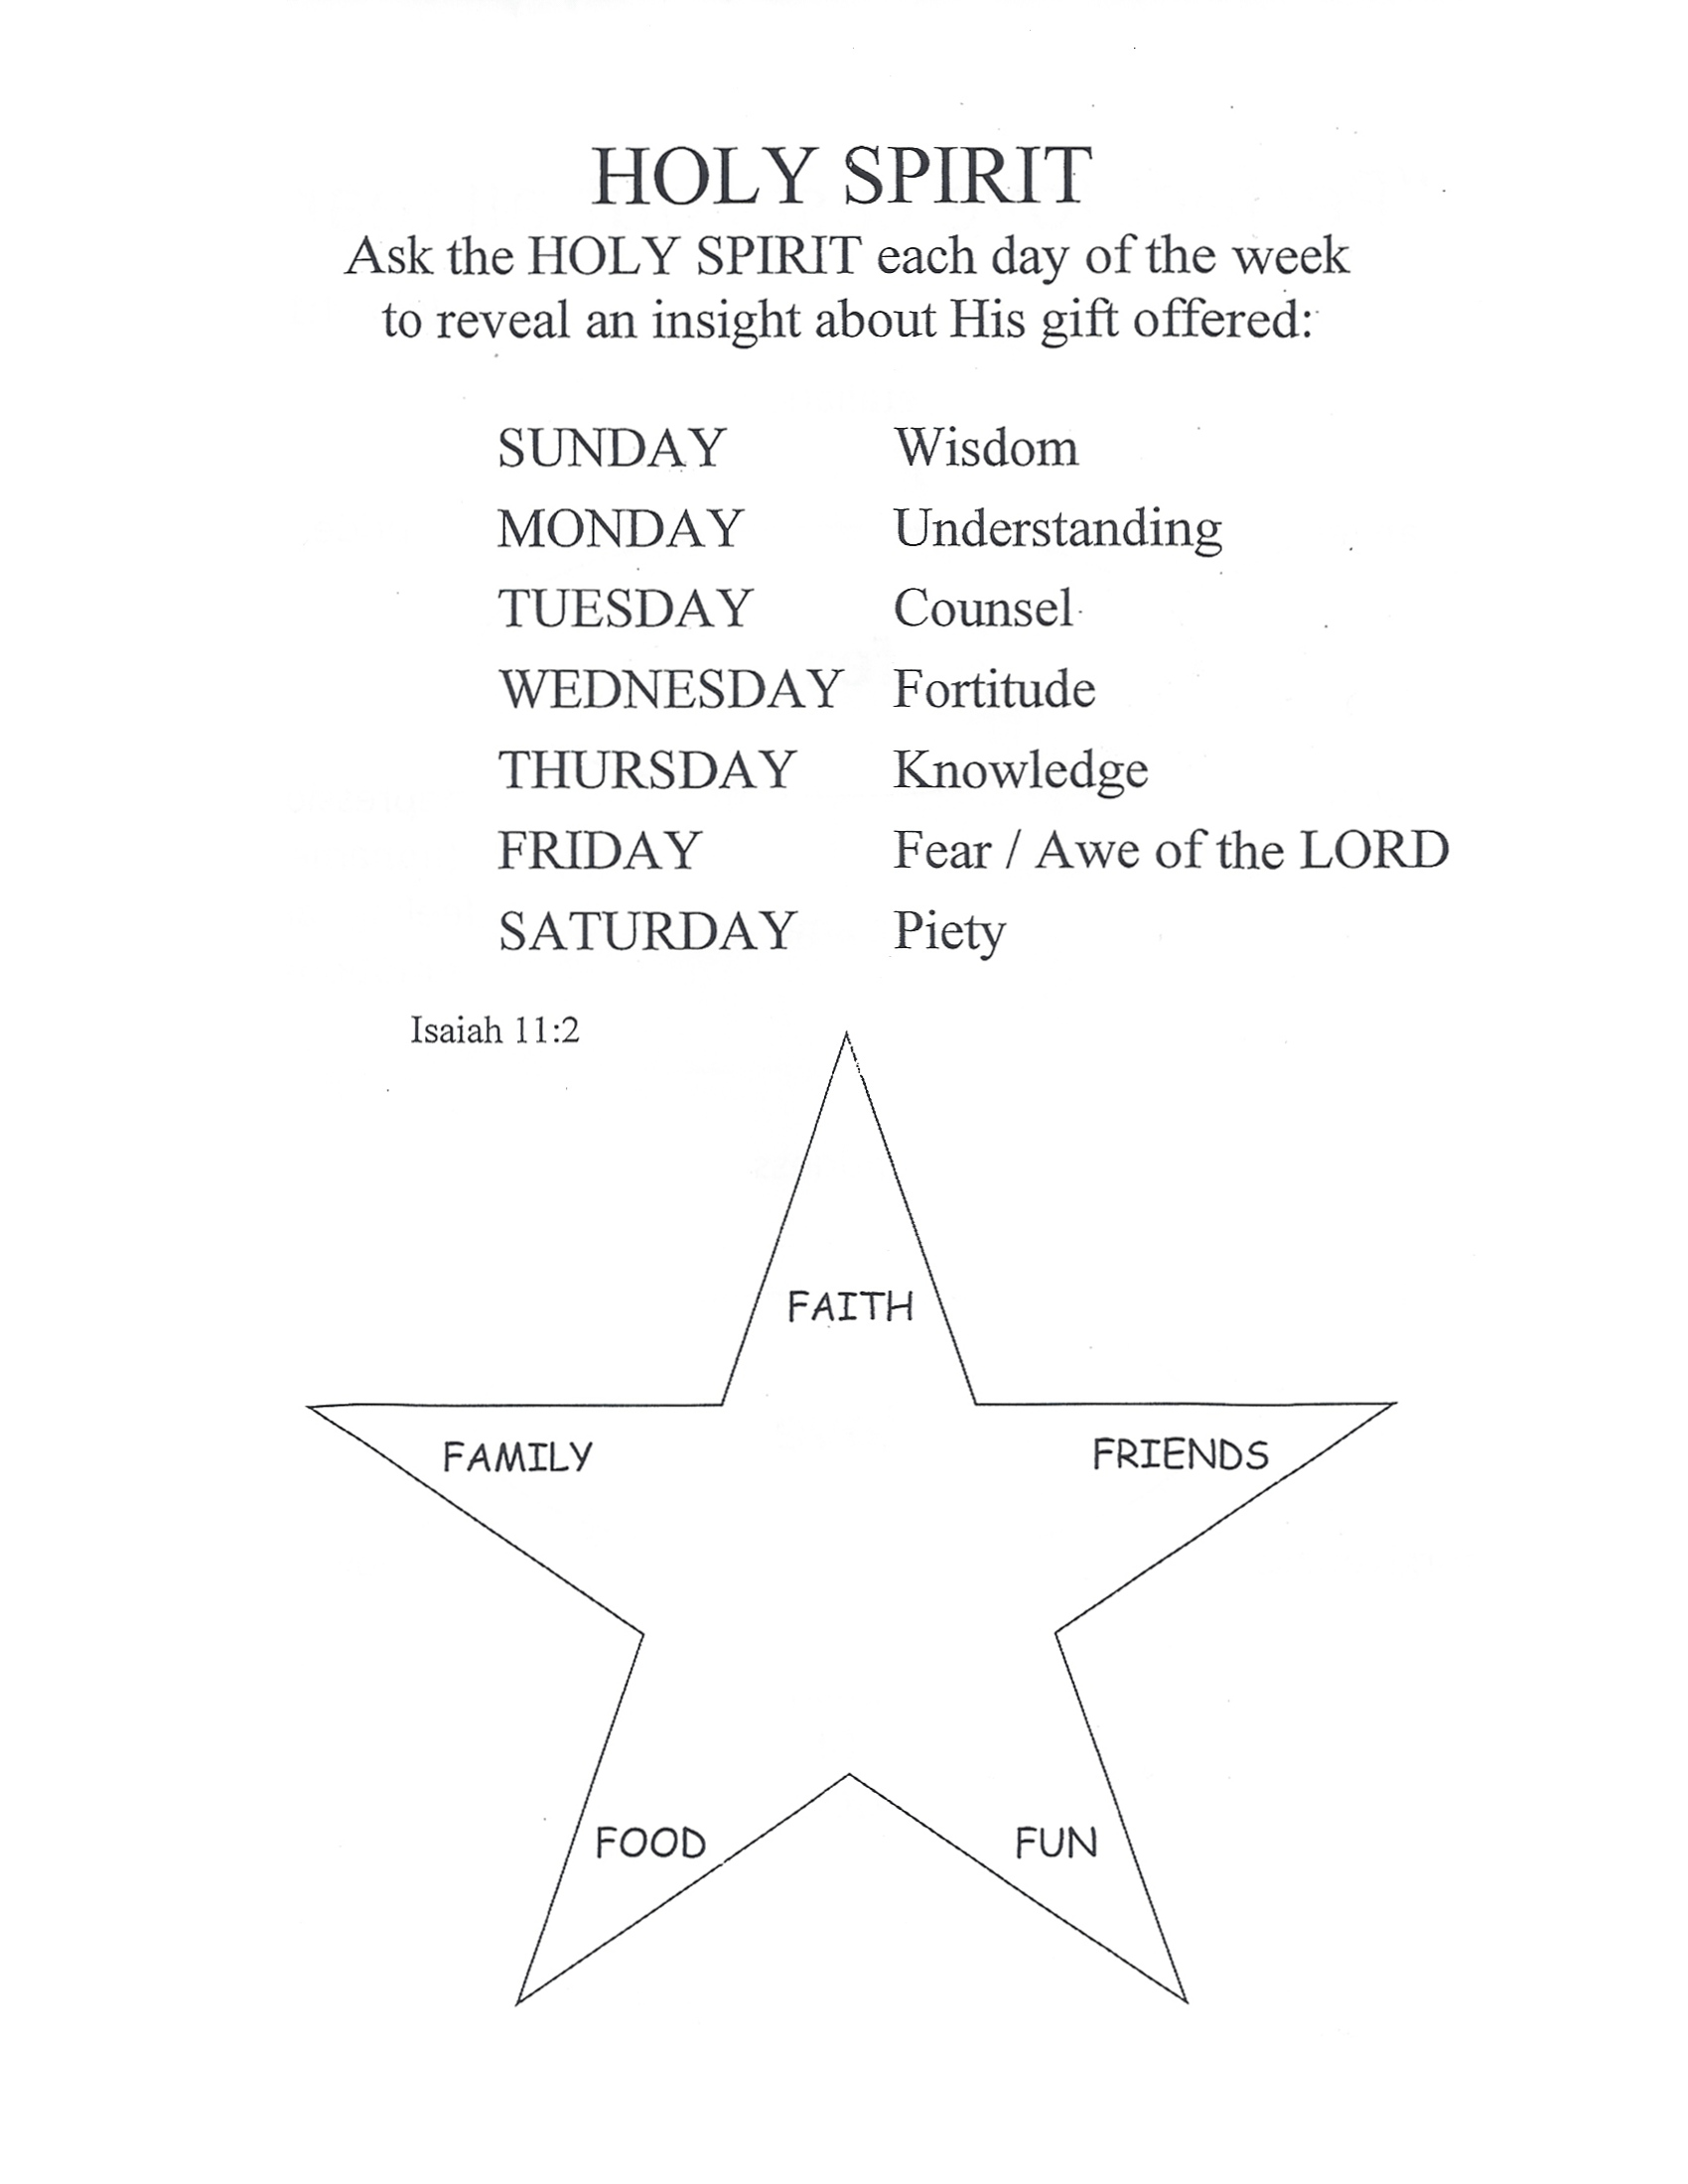 HOLY SPIRIT
Ask the HOLY SPIRIT each day of the week
to reveal an insight about His gift offered:
SUNDAY Wisdom
MONDAY Understanding
TUESDAY Counsel
WEDNESDAY Fortitude
THURSDAY Knowledge
FRIDAY Fear / Awe of the LORD
SATURDAY Piety
Isaiah 11:2
FAITH
FAMILY FRIENDS
FOOD FUN